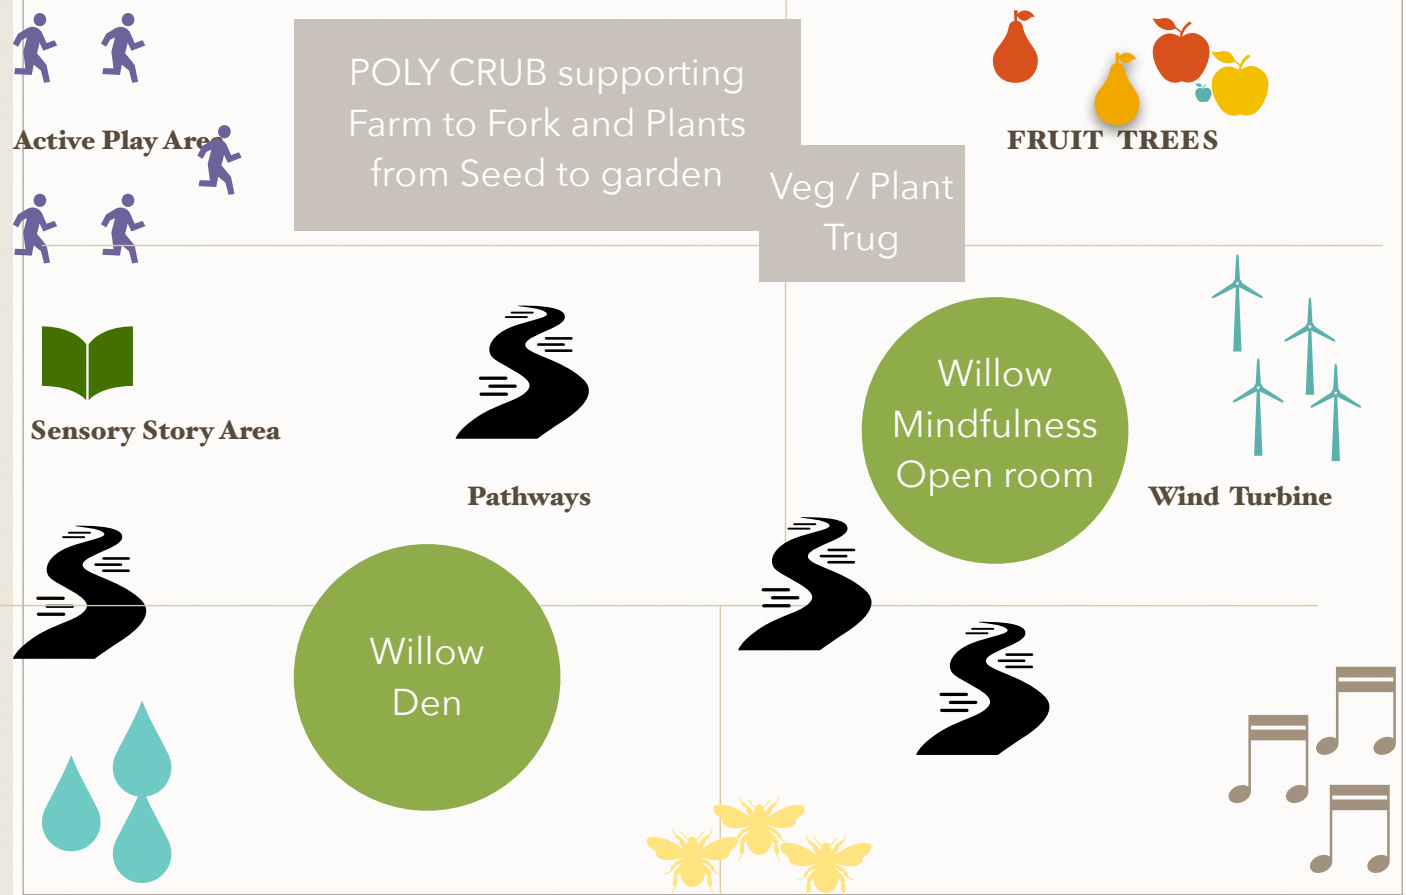 POLY CRUB supporting
Farm to Fork and Plants
from Seed to garden
Active Play Area
FRUIT TREES
Veg / Plant
Trug
Sensory Story Area
Pathways
Willow
Mindfulness
Open room
Wind Turbine
Willow
Den